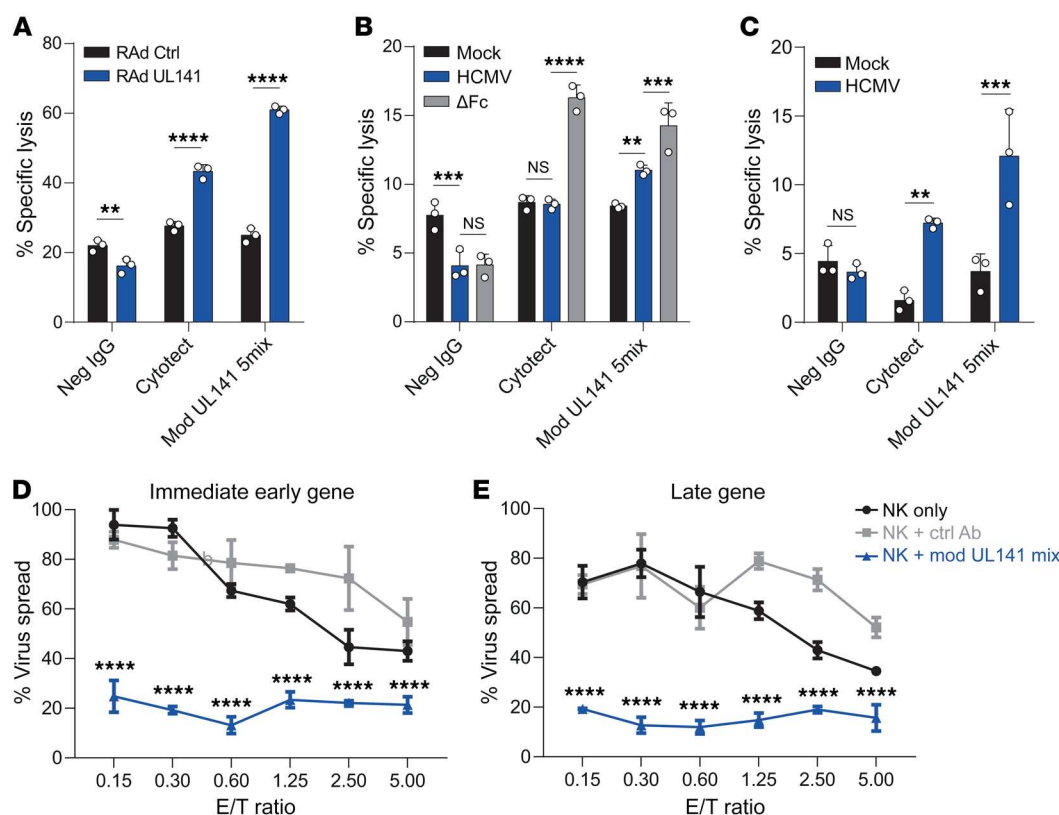 A
RAd Ctrl
RAd UL141
% Specific lysis
80
60
40
20
0
**
****
****
Neg IgG
Cytotect
Mod UL141 5mix
B
Mock
HCMV
ΔFc
% Specific lysis
20
15
10
5
0
***
NS
NS
****
**
***
Neg IgG
Cytotect
Mod UL141 5mix
C
Mock
HCMV
% Specific lysis
20
15
10
5
0
NS
**
***
Neg IgG
Cytotect
Mod UL141 5mix
D
Immediate early gene
% Virus spread
100
80
60
40
20
0
****
****
****
****
****
****
0.15
0.30
0.60
1.25
2.50
5.00
E/T ratio
E
Late gene
% Virus spread
100
80
60
40
20
0
****
****
****
****
****
****
0.15
0.30
0.60
1.25
2.50
5.00
E/T ratio
NK only
NK + ctrl Ab
NK + mod UL141 mix